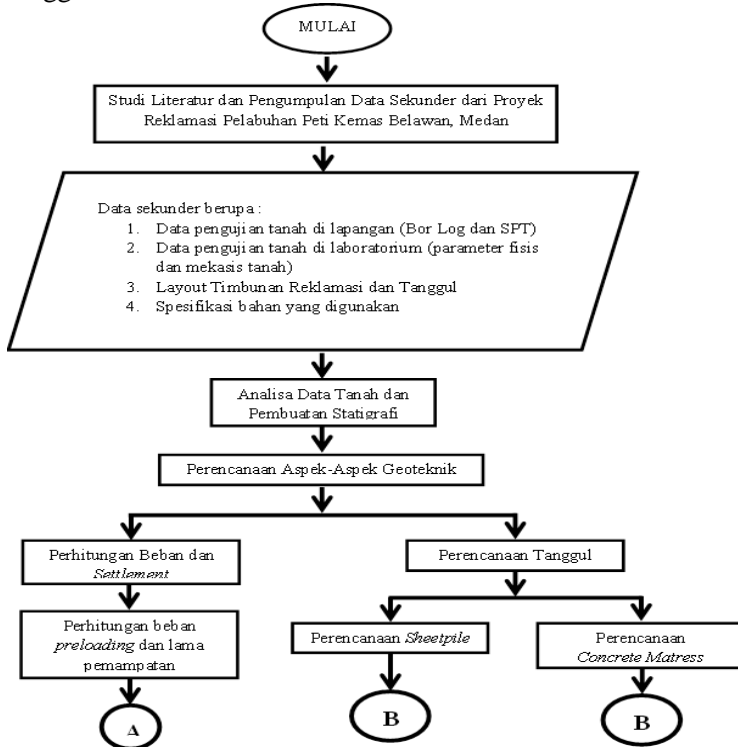 MULAI
Studi Literatur dan Pengumpulan Data Sekunder dari Proyek
Reklamasi Pelabuhan Peti Kemas Belawan, Medan
Data sekunder berupa :
1. Data pengujian tanah di lapangan (Bor Log dan SPT)
2. Data pengujian tanah di laboratorium (parameter fisis
dan mekasis tanah)
3. Layout Timbunan Reklamasi dan Tanggul
4. Spesifikasi bahan yang digunakan
Analisa Data Tanah dan
Pembuatan Statigrafi
Perencanaan Aspek-Aspek Geoteknik
Perhitungan Beban dan
Settlement
Perencanaan Tanggul
Perhitungan beban
preloading dan lama
pemampatan
Perencanaan Sheetpile
Perencanaan
Concrete Matress
A
B
B